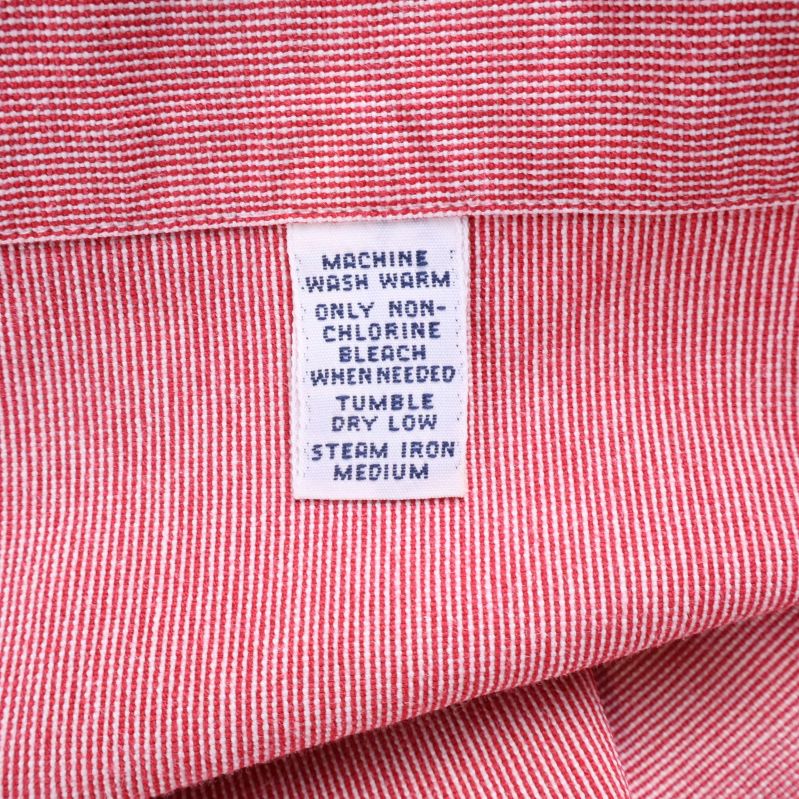 MACHINE
WASH WARM
ONLY NON-
CHLORINE
BLEACH
WHEN NEEDED
TUMBLE
DRY LOW
STEAM IRON
MEDIUM